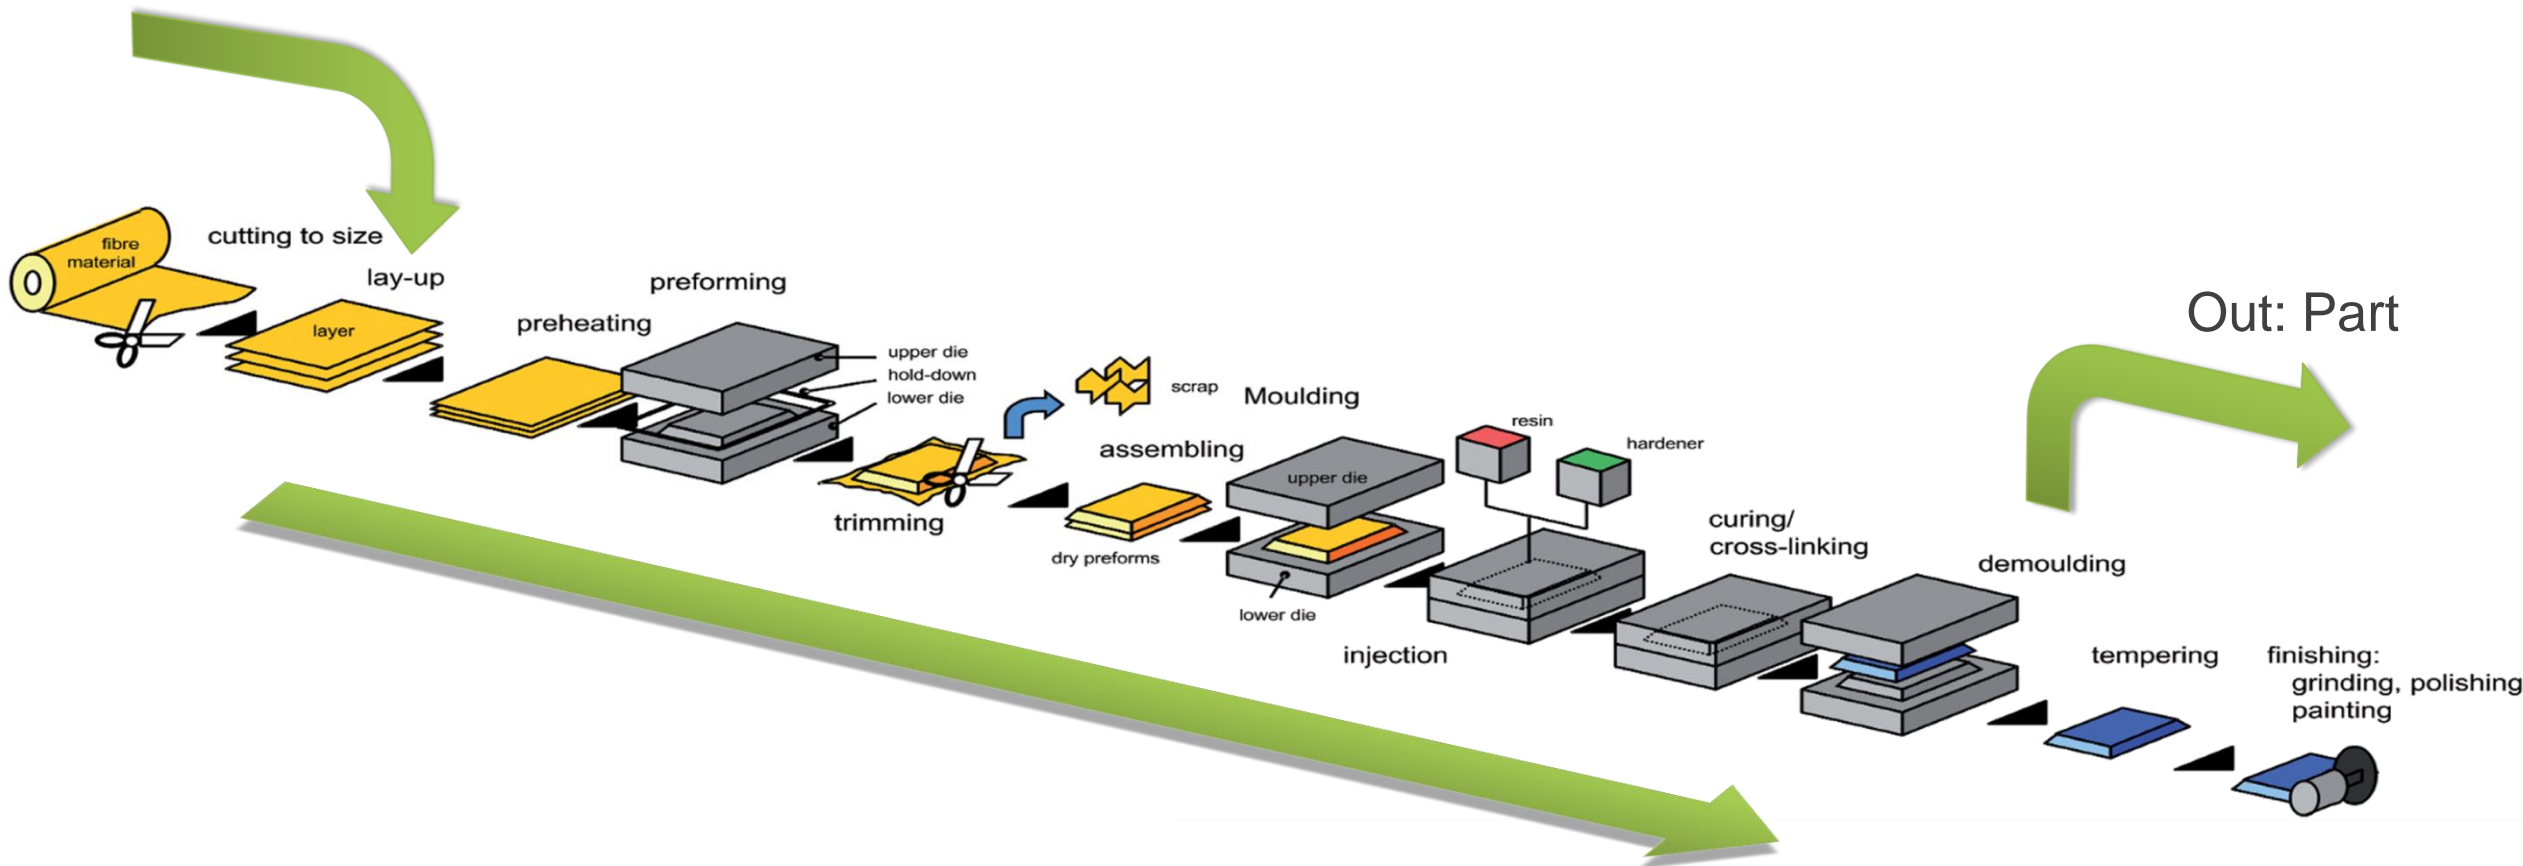 fibre
material
cutting to size
lay-up
layer
preheating
preforming
upper die
hold-down
lower die
scrap
trimming
assembling
dry preforms
Moulding
upper die
lower die
resin
hardener
injection
curing/
cross-linking
demoulding
Out: Part
tempering
finishing:
grinding, polishing
painting